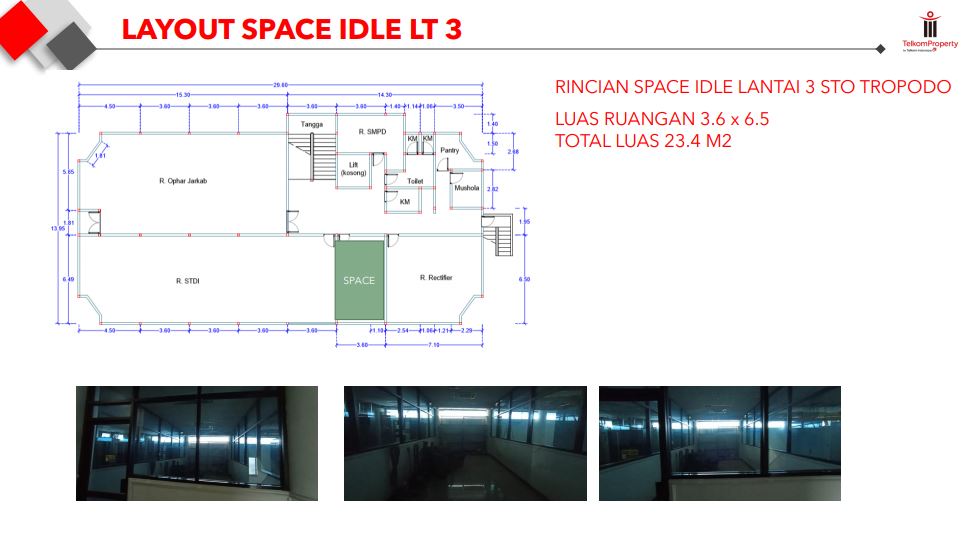 LAYOUT SPACE IDLE LT 3
TelkomProperty
by Telkom Indonesia
RINCIAN SPACE IDLE LANTAI 3 STO TROPODO
LUAS RUANGAN 3.6 x 6.5
TOTAL LUAS 23.4 M2
29.60
15.30 14.30
4.50 3.60 3.60 3.60 3.60 3.60 1.40 1.14 1.06 3.50
Tangga
R. SMPD
KM KM
1.40
1.50
2.68
Pantry
1.81
Lift
(kosong)
5.65
R. Ophar Jarkab
Toilet
Mushola
2.82
KM
1.81
1.95
13.95
6.49
R. STDI
SPACE
R. Rectifier
6.50
4.50 3.60 3.60 3.60 3.60 1.10 2.54 1.06 1.21 2.29
3.60 7.10